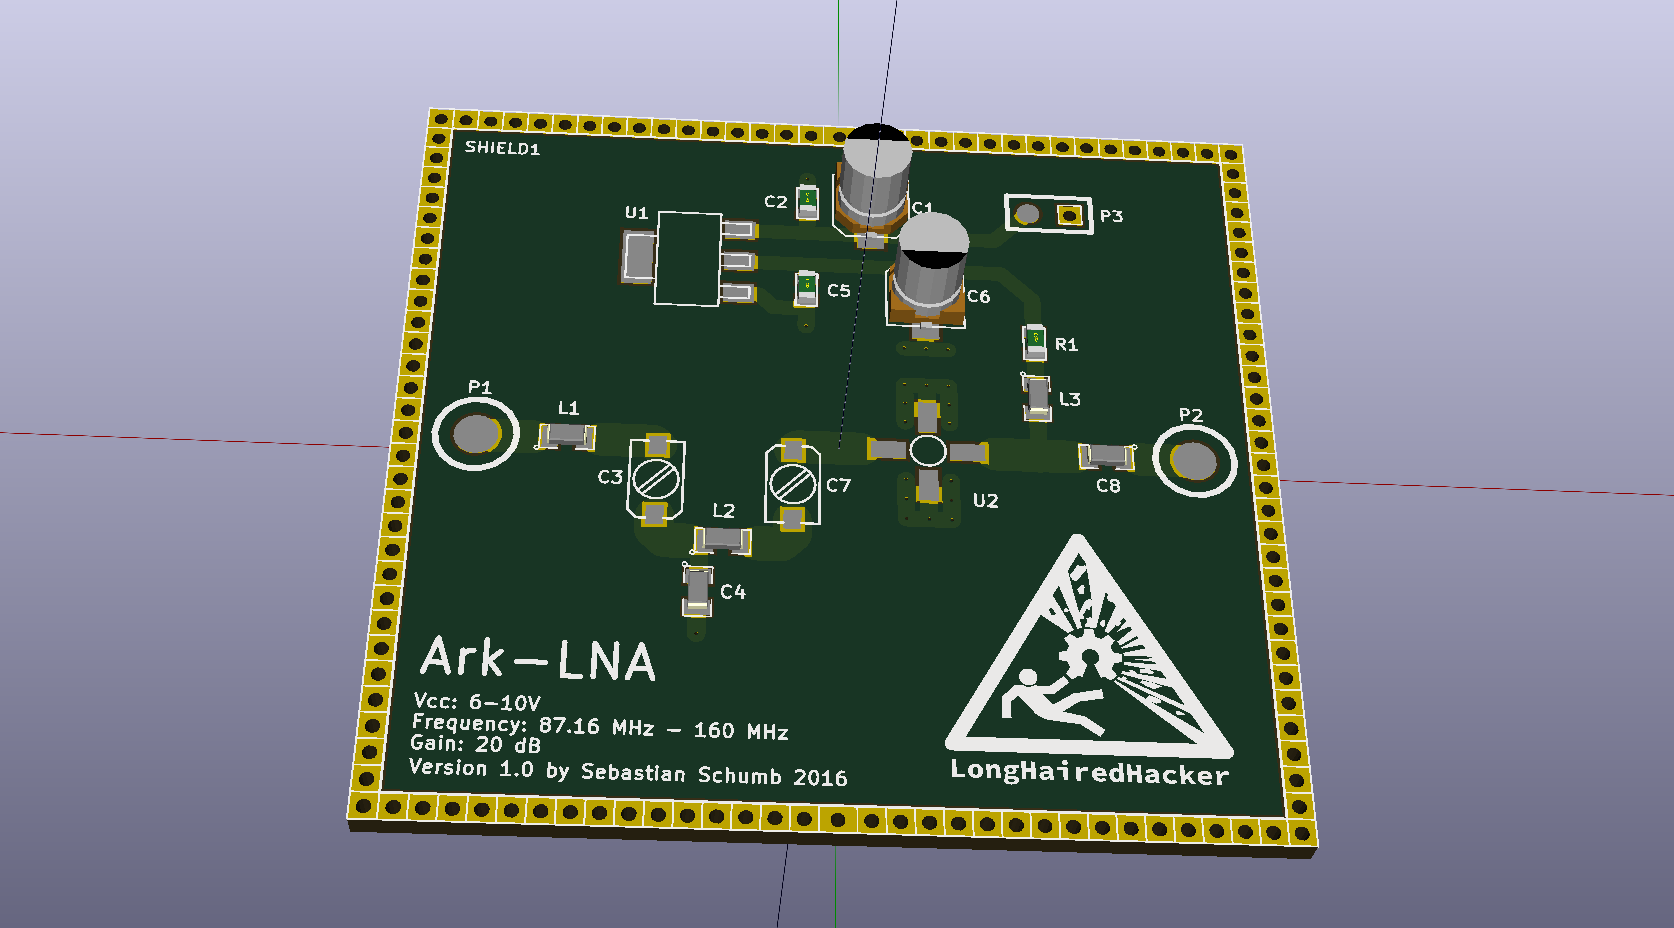 SHIELD1
C2
C1
U1
P3
C5
C6
R1
P1
L1
L3
P2
C3
C7
C8
U2
L2
C4
Ark-LNA
Vcc: 6-10V
Frequency: 87.16 MHz - 160 MHz
Gain: 20 dB
Version 1.0 by Sebastian Schumb 2016
LongHairedHacker